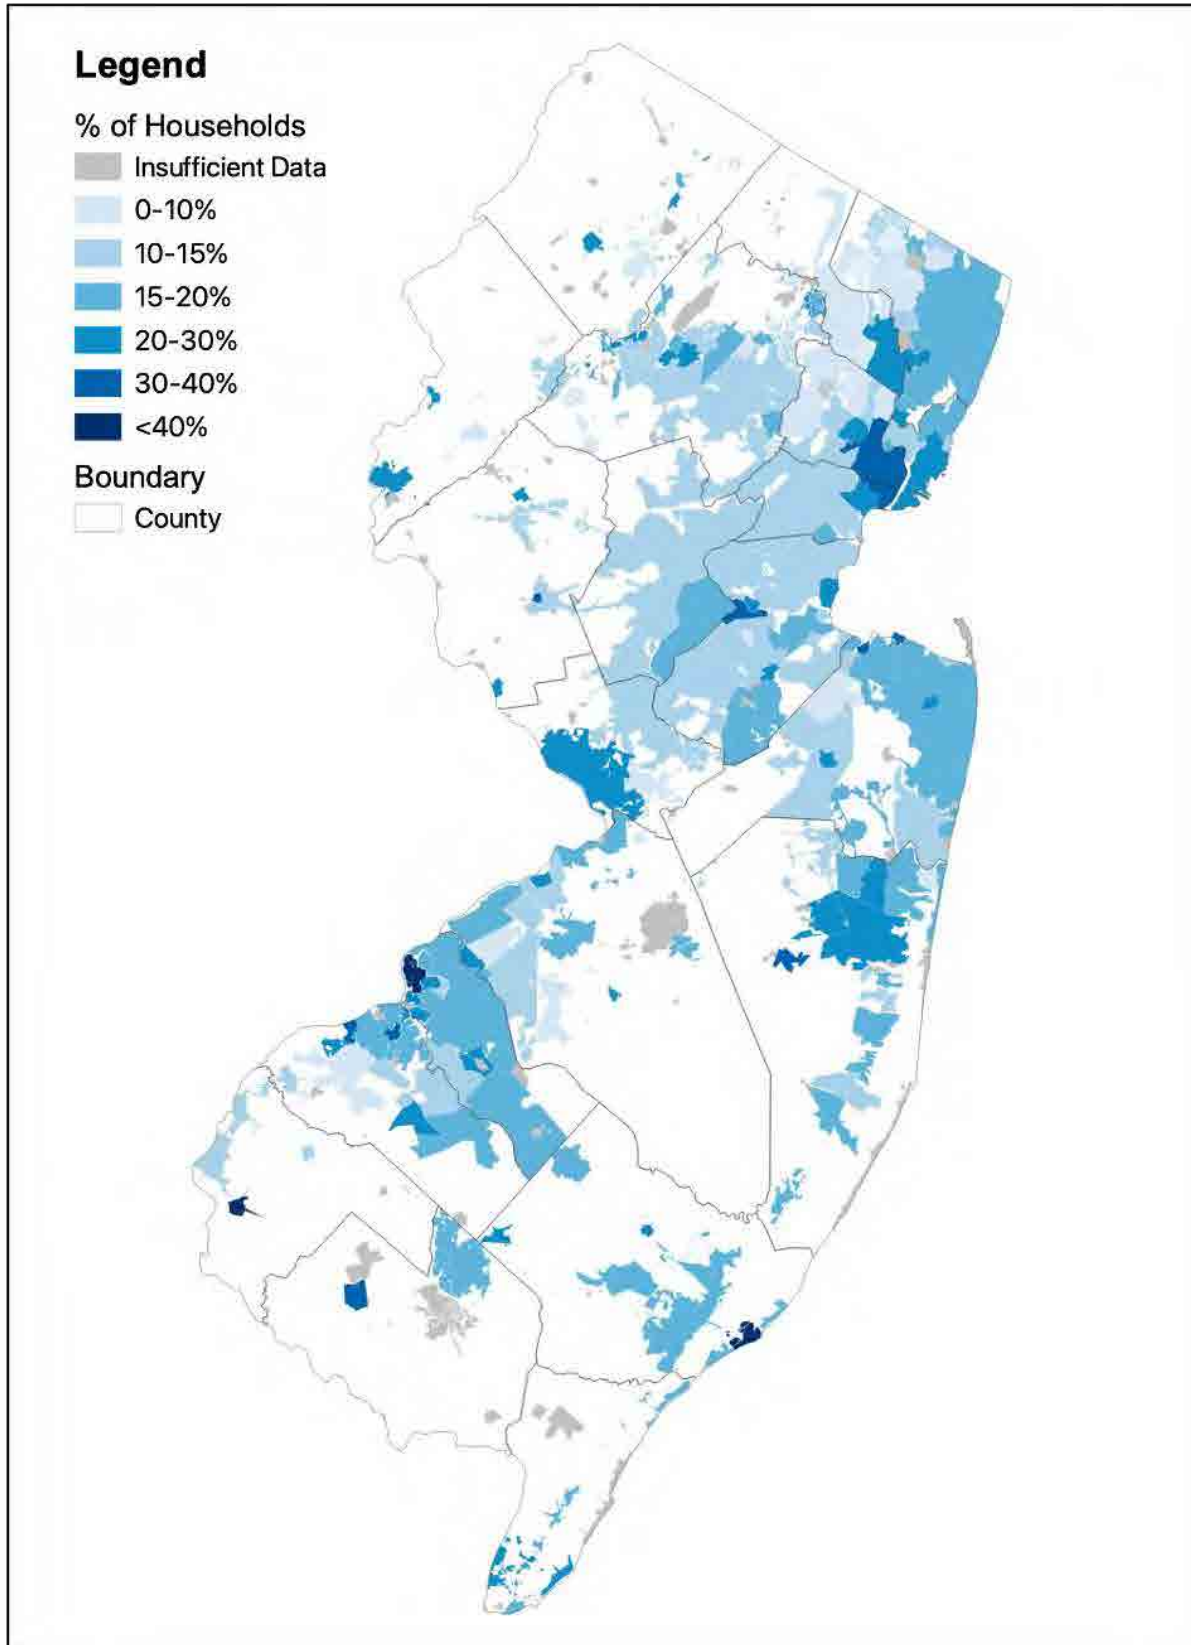 Legend
% of Households
Insufficient Data
0-10%
10-15%
15-20%
20-30%
30-40%
<40%
Boundary
County